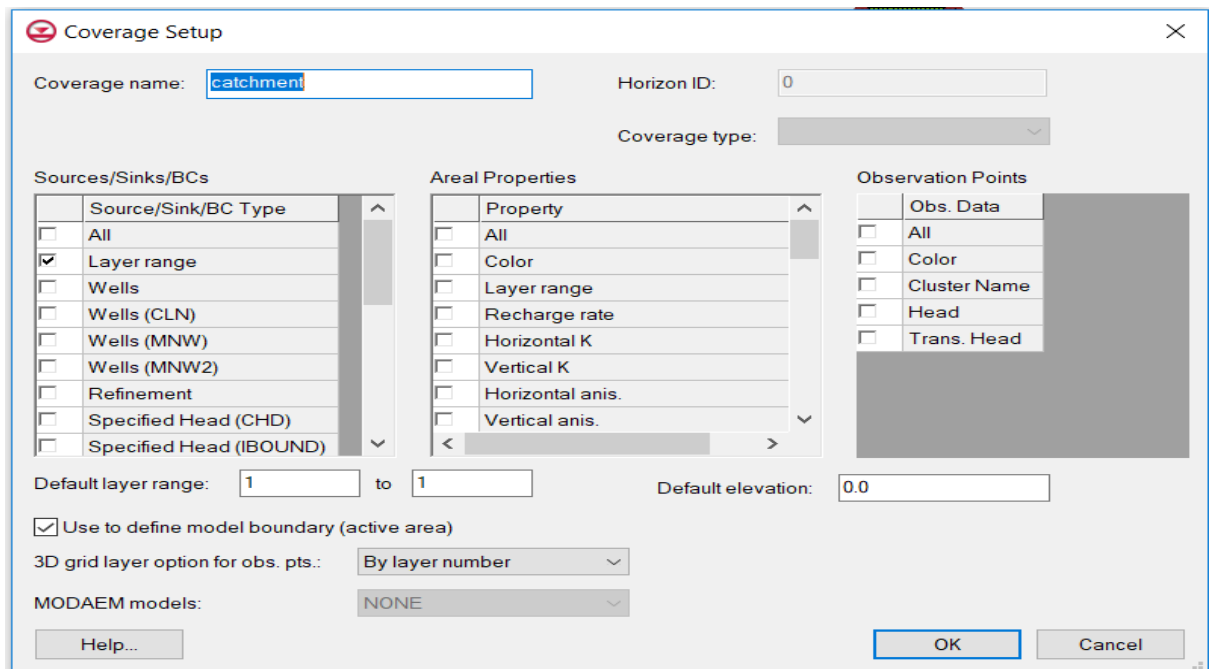 Coverage Setup
Coverage name: catchment
Horizon ID: 0
Coverage type:
Sources/Sinks/BCs
Source/Sink/BC Type
All
Layer range
Wells
Wells (CLN)
Wells (MNW)
Wells (MNW2)
Refinement
Specified Head (CHD)
Specified Head (IBOUND)
Areal Properties
Property
All
Color
Layer range
Recharge rate
Horizontal K
Vertical K
Horizontal anis.
Vertical anis.
Observation Points
Obs. Data
All
Color
Cluster Name
Head
Trans. Head
Default layer range: 1 to 1
Default elevation: 0.0
Use to define model boundary (active area)
3D grid layer option for obs. pts.: By layer number
MODAEM models: NONE
Help...
OK
Cancel